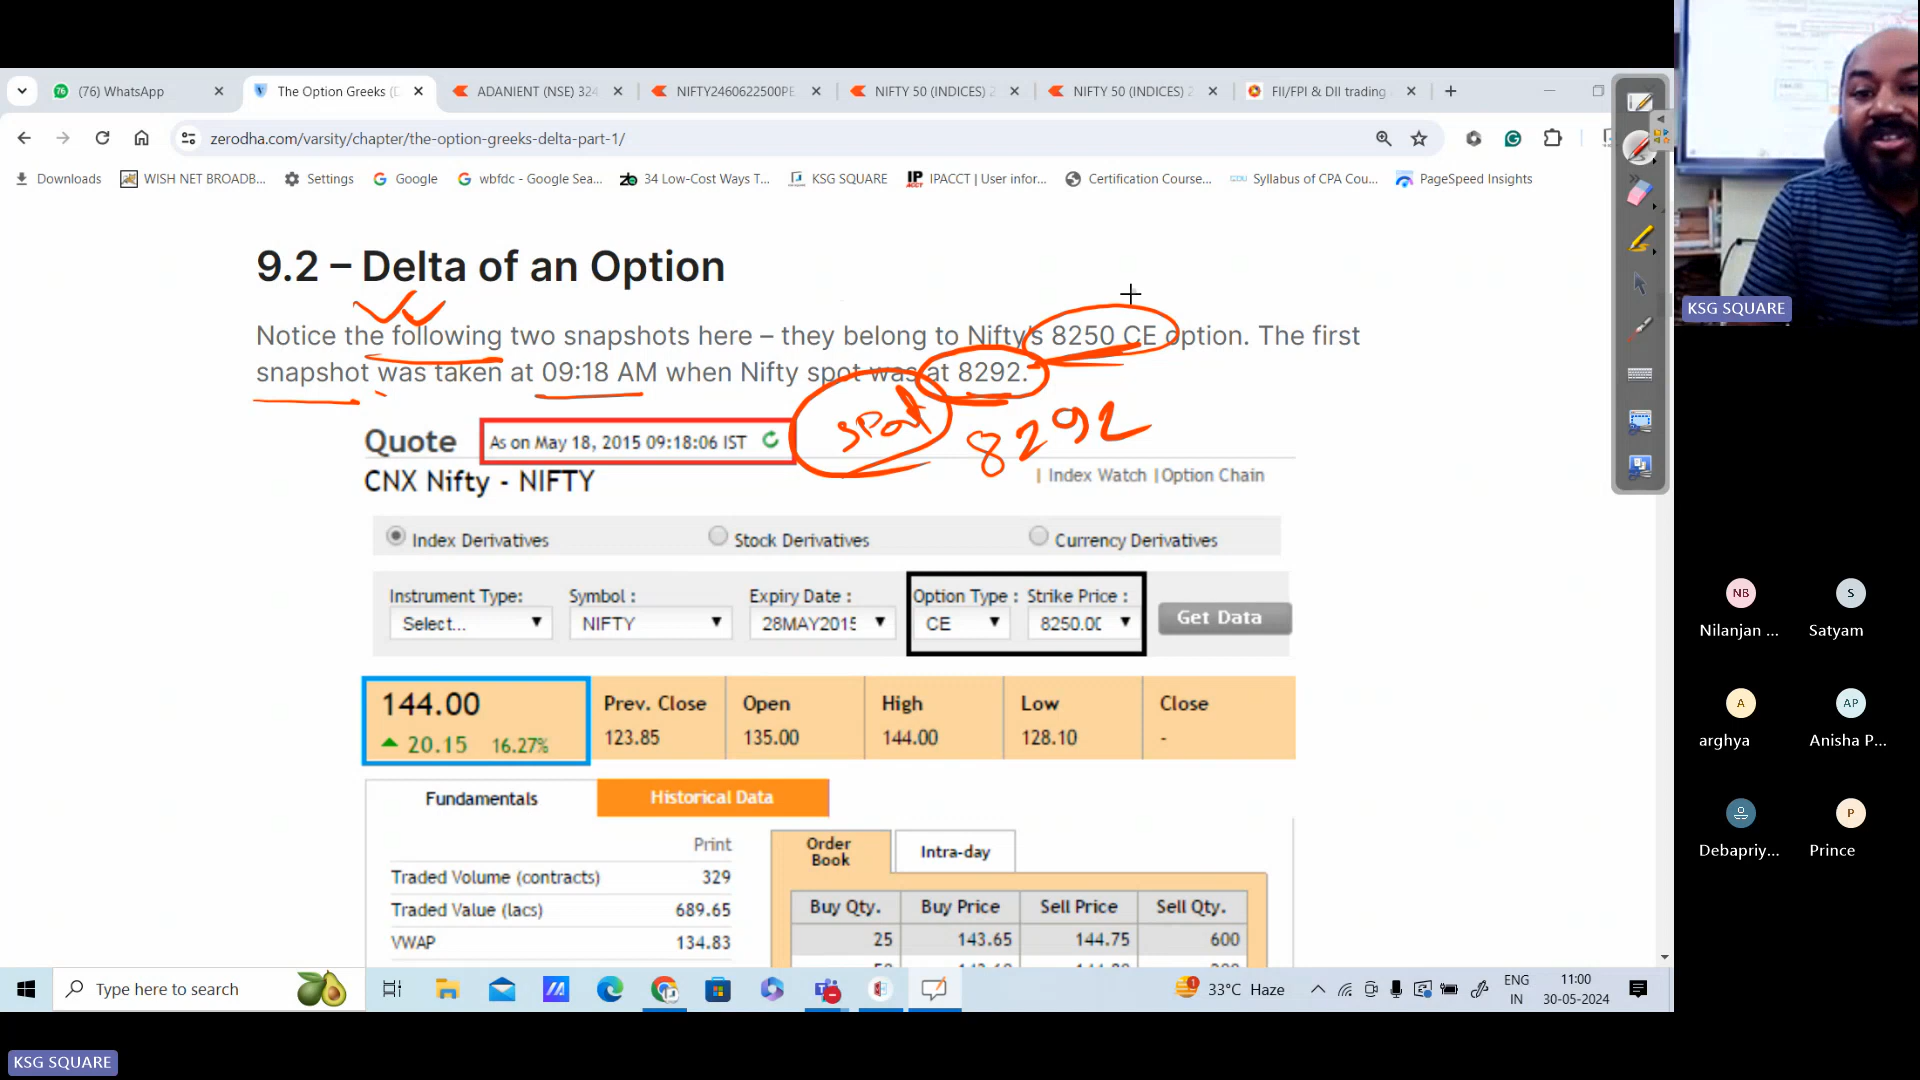 (76) WhatsApp
The Option Greeks (D
ADANIENT (NSE) 324
NIFTY2460622500PE
NIFTY 50 (INDICES) 2
NIFTY 50 (INDICES) 2
FII/FPI & DII trading
zerodha.com/varsity/chapter/the-option-greeks-delta-part-1/
Downloads
WISH NET BROADB...
Settings
Google
wbfdc - Google Sea...
34 Low-Cost Ways T...
KSG SQUARE
IPACCT | User infor...
Certification Course...
Syllabus of CPA Cou...
PageSpeed Insights
9.2 – Delta of an Option
Notice the following two snapshots here – they belong to Nifty's 8250 CE option. The first
snapshot was taken at 09:18 AM when Nifty spot was at 8292.
spot 8292
Quote As on May 18, 2015 09:18:06 IST
CNX Nifty - NIFTY
| Index Watch | Option Chain
Index Derivatives Stock Derivatives Currency Derivatives
Instrument Type: Symbol : Expiry Date : Option Type : Strike Price :
Select... NIFTY 28MAY2015 CE 8250.00 Get Data
144.00 Prev. Close Open High Low Close
20.15 16.27% 123.85 135.00 144.00 128.10 -
Fundamentals Historical Data
Print
Traded Volume (contracts) 329
Traded Value (lacs) 689.65
VWAP 134.83
Order Book Intra-day
Buy Qty. Buy Price Sell Price Sell Qty.
25 143.65 144.75 600
KSG SQUARE
NB
Nilanjan ...
S
Satyam
A
arghya
AP
Anisha P...
Debapriy...
P
Prince
Type here to search
33°C Haze
ENG
IN
11:00
30-05-2024
KSG SQUARE